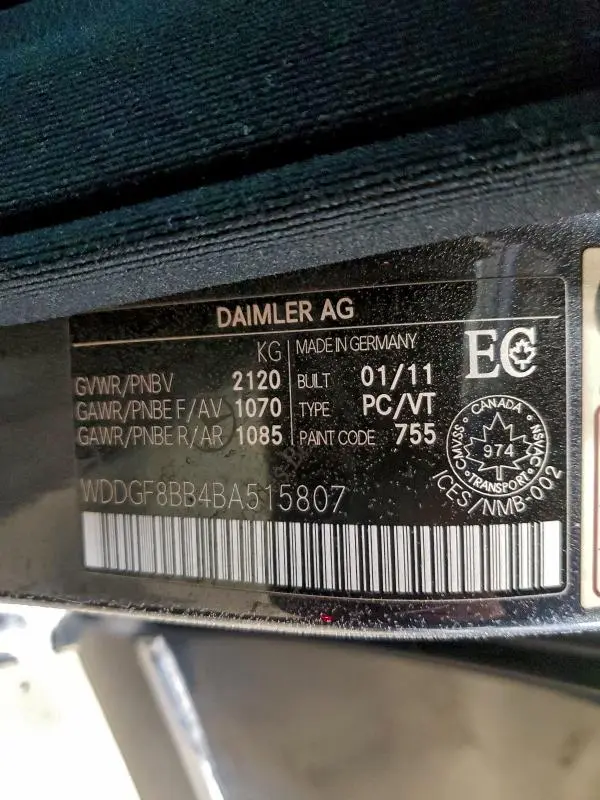 DAIMLER AG
KG
MADE IN GERMANY
GVWR/PNBV 2120
BUILT 01/11
GAWR/PNBE F/AV 1070
TYPE PC/VT
GAWR/PNBE R/AR 1085
PAINT CODE 755
EC
CANADA
CMVSS 974 NSVAC
TRANSPORT
ICES/NMB-002
WDDGF8BB4BA515807